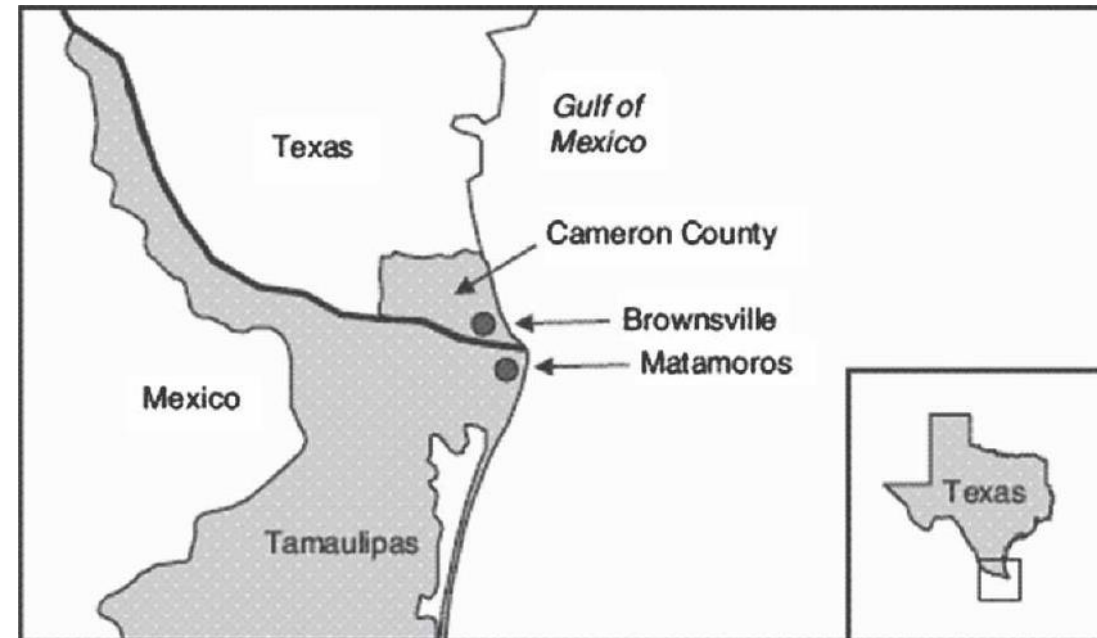 Gulf of
Mexico
Texas
Cameron County
Brownsville
Matamoros
Mexico
Texas
Tamaulipas